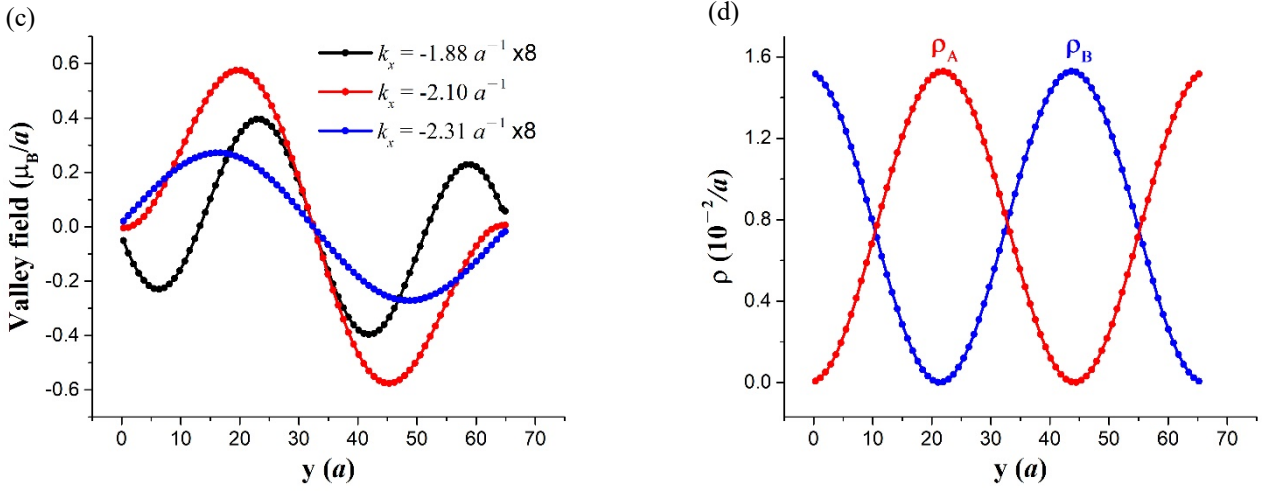 (c)
k_x = -1.88 a⁻¹ x8
k_x = -2.10 a⁻¹
k_x = -2.31 a⁻¹ x8
Valley field (μ_B/a)
0.6
0.4
0.2
0.0
-0.2
-0.4
-0.6
0 10 20 30 40 50 60 70
y (a)
(d)
ρ_A ρ_B
ρ (10⁻²/a)
1.6
1.2
0.8
0.4
0.0
0 10 20 30 40 50 60 70
y (a)